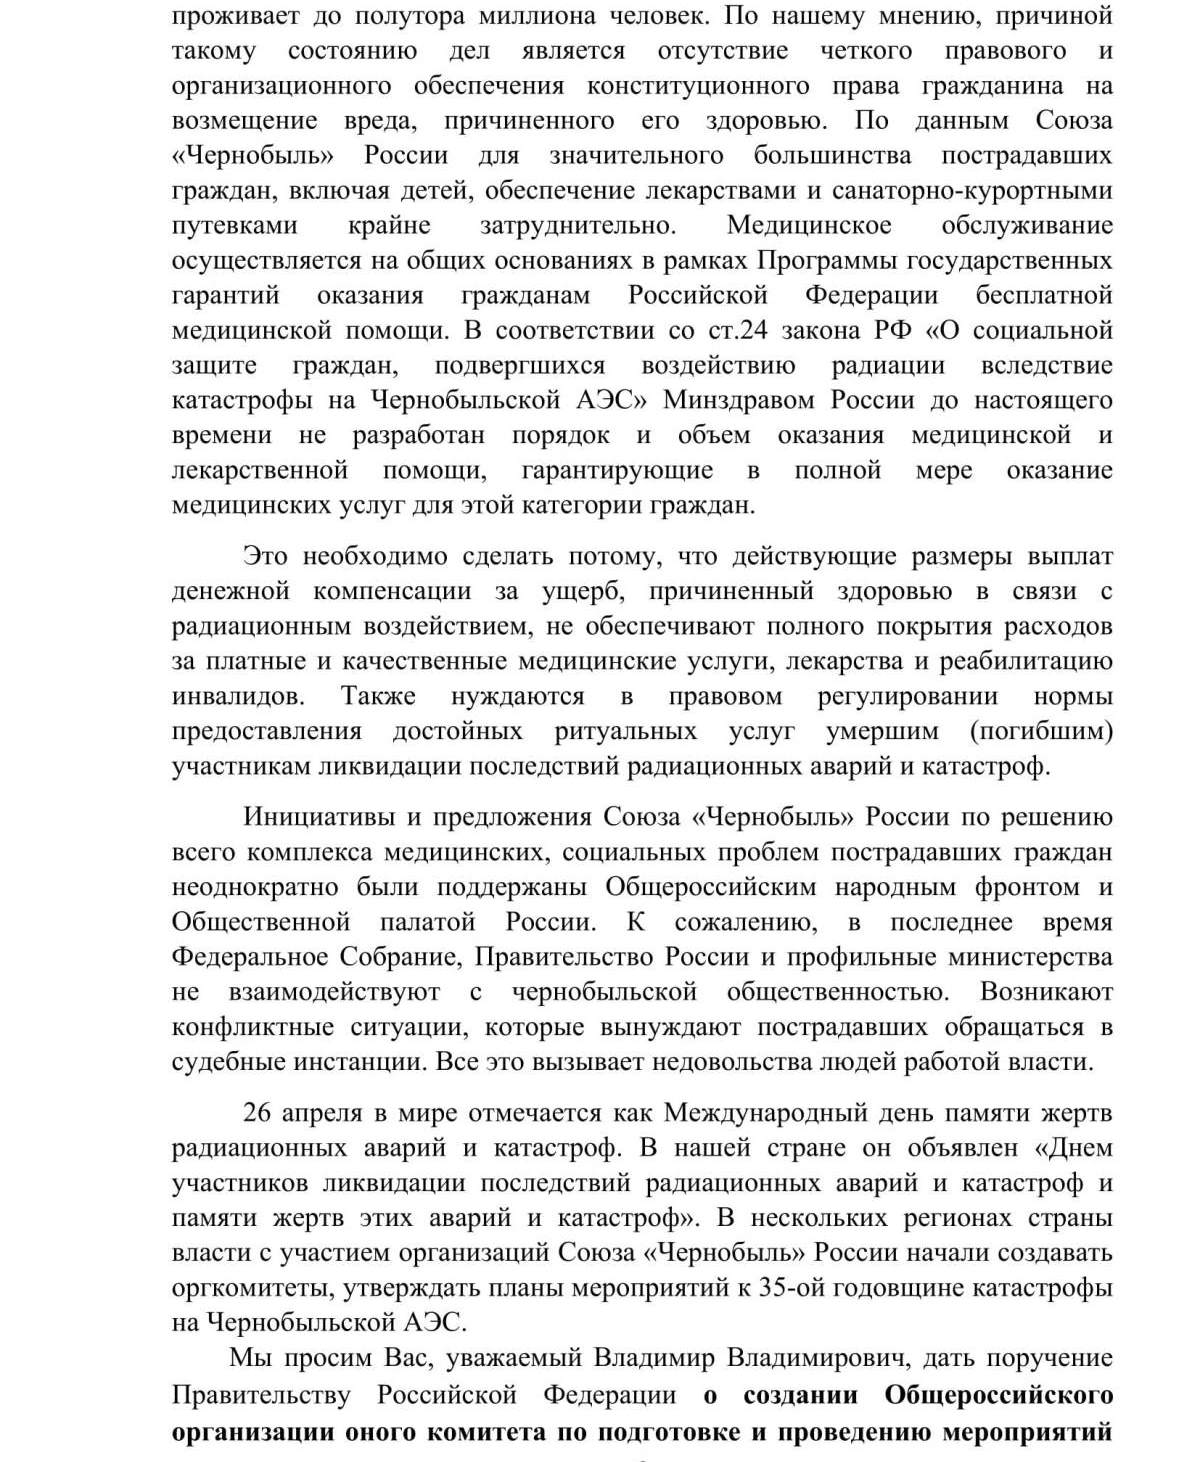 проживает до полутора миллиона человек. По нашему мнению, причиной
такому состоянию дел является отсутствие четкого правового и
организационного обеспечения конституционного права гражданина на
возмещение вреда, причиненного его здоровью. По данным Союза
«Чернобыль» России для значительного большинства пострадавших
граждан, включая детей, обеспечение лекарствами и санаторно-курортными
путевками крайне затруднительно. Медицинское обслуживание
осуществляется на общих основаниях в рамках Программы государственных
гарантий оказания гражданам Российской Федерации бесплатной
медицинской помощи. В соответствии со ст.24 закона РФ «О социальной
защите граждан, подвергшихся воздействию радиации вследствие
катастрофы на Чернобыльской АЭС» Минздравом России до настоящего
времени не разработан порядок и объем оказания медицинской и
лекарственной помощи, гарантирующие в полной мере оказание
медицинских услуг для этой категории граждан.
Это необходимо сделать потому, что действующие размеры выплат
денежной компенсации за ущерб, причиненный здоровью в связи с
радиационным воздействием, не обеспечивают полного покрытия расходов
за платные и качественные медицинские услуги, лекарства и реабилитацию
инвалидов. Также нуждаются в правовом регулировании нормы
предоставления достойных ритуальных услуг умершим (погибшим)
участникам ликвидации последствий радиационных аварий и катастроф.
Инициативы и предложения Союза «Чернобыль» России по решению
всего комплекса медицинских, социальных проблем пострадавших граждан
неоднократно были поддержаны Общероссийским народным фронтом и
Общественной палатой России. К сожалению, в последнее время
Федеральное Собрание, Правительство России и профильные министерства
не взаимодействуют с чернобыльской общественностью. Возникают
конфликтные ситуации, которые вынуждают пострадавших обращаться в
судебные инстанции. Все это вызывает недовольства людей работой власти.
26 апреля в мире отмечается как Международный день памяти жертв
радиационных аварий и катастроф. В нашей стране он объявлен «Днем
участников ликвидации последствий радиационных аварий и катастроф и
памяти жертв этих аварий и катастроф». В нескольких регионах страны
власти с участием организаций Союза «Чернобыль» России начали создавать
оргкомитеты, утверждать планы мероприятий к 35-ой годовщине катастрофы
на Чернобыльской АЭС.
Мы просим Вас, уважаемый Владимир Владимирович, дать поручение
Правительству Российской Федерации о создании Общероссийского
организации оного комитета по подготовке и проведению мероприятий